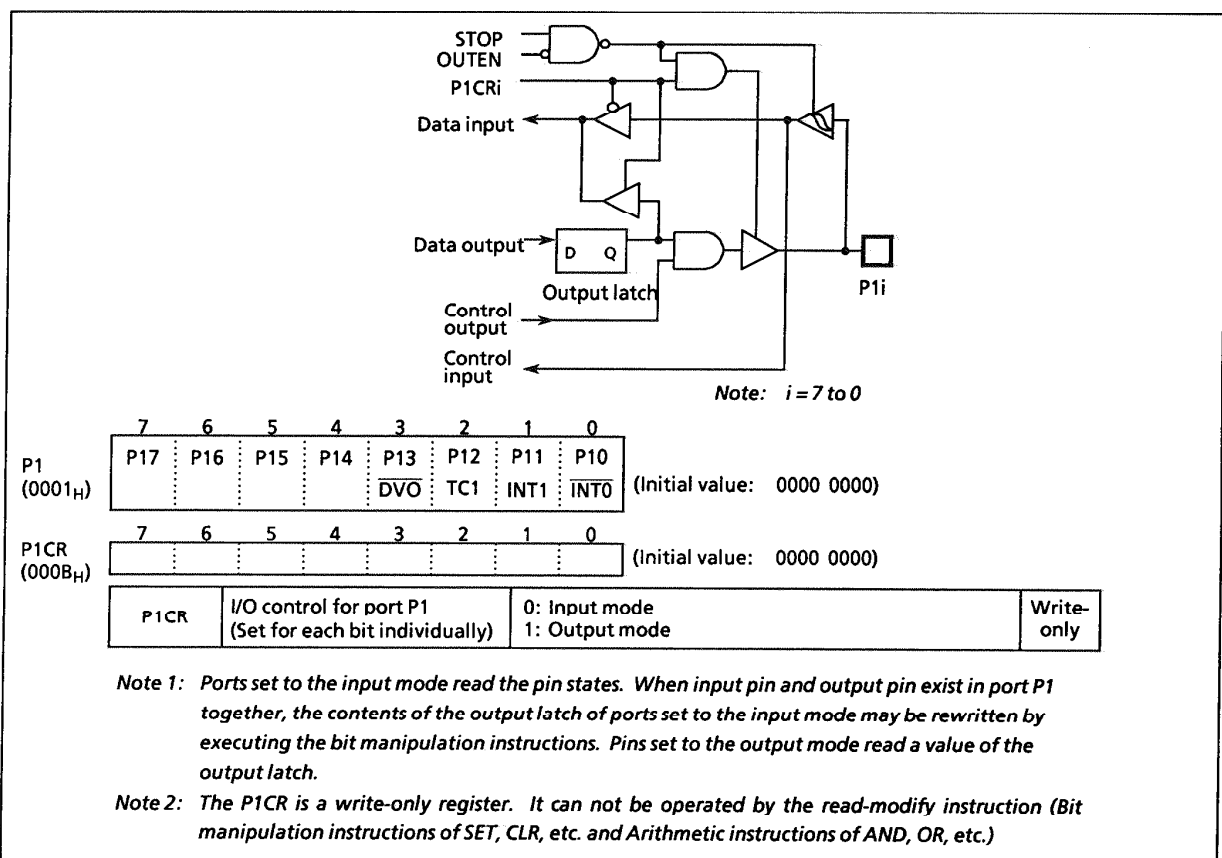 STOP
OUTEN
P1CRi
Data input
Data output
D Q
Output latch
P1i
Control
output
Control
input
Note: i = 7 to 0
7 6 5 4 3 2 1 0
P1
(0001H)
P17 P16 P15 P14 P13 P12 P11 P10
DVO TC1 INT1 INT0
(Initial value: 0000 0000)
7 6 5 4 3 2 1 0
P1CR
(000BH)
(Initial value: 0000 0000)
P1CR
I/O control for port P1
(Set for each bit individually)
0: Input mode
1: Output mode
Write-
only
Note 1: Ports set to the input mode read the pin states. When input pin and output pin exist in port P1
together, the contents of the output latch of ports set to the input mode may be rewritten by
executing the bit manipulation instructions. Pins set to the output mode read a value of the
output latch.
Note 2: The P1CR is a write-only register. It can not be operated by the read-modify instruction (Bit
manipulation instructions of SET, CLR, etc. and Arithmetic instructions of AND, OR, etc.)